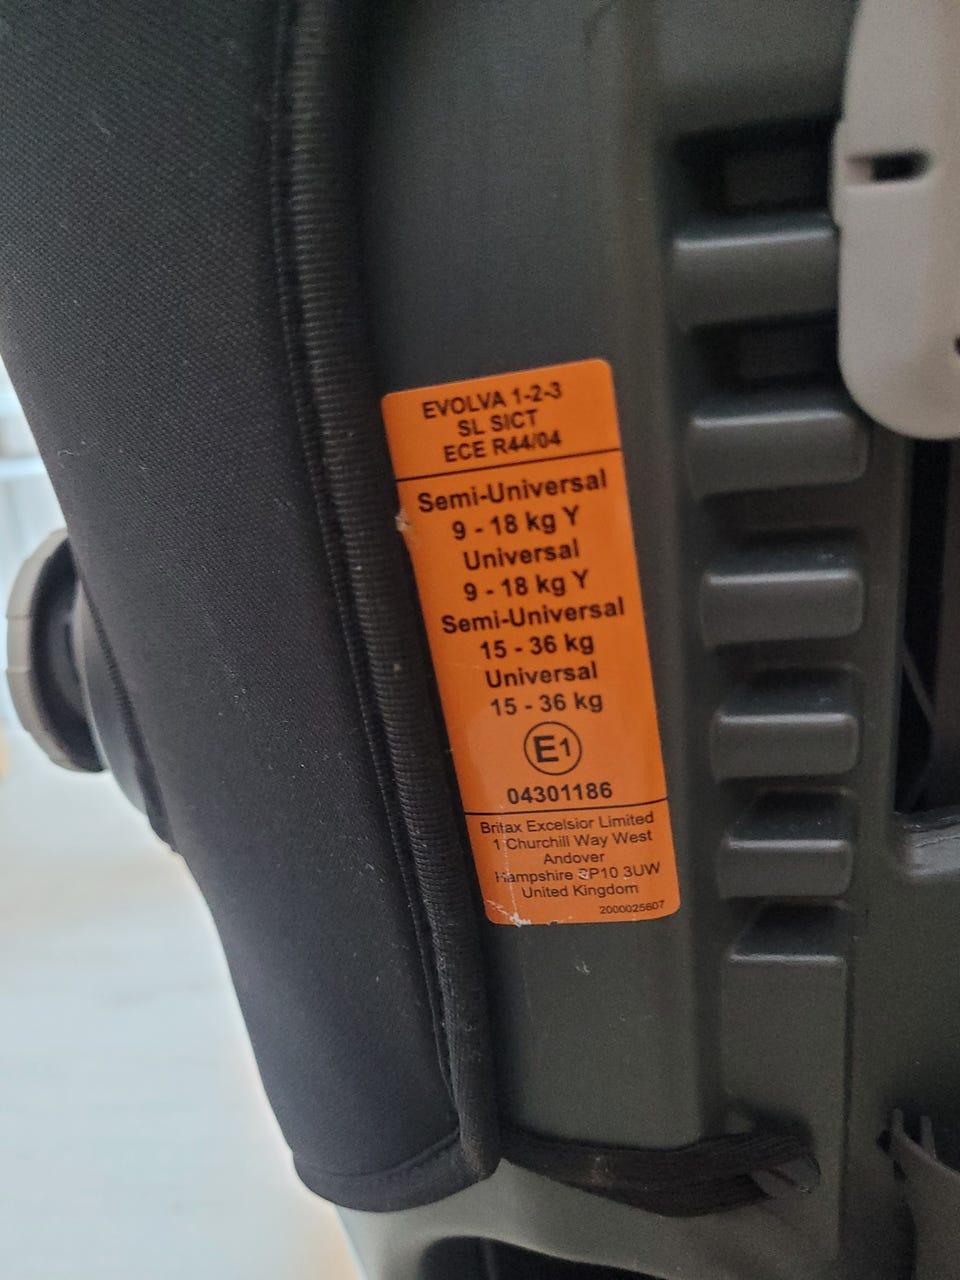 EVOLVA 1-2-3
SL SICT
ECE R44/04
Semi-Universal
9 - 18 kg Y
Universal
9 - 18 kg Y
Semi-Universal
15 - 36 kg
Universal
15 - 36 kg
E1
04301186
Britax Excelsior Limited
1 Churchill Way West
Andover
Hampshire SP10 3UW
United Kingdom
2000025607